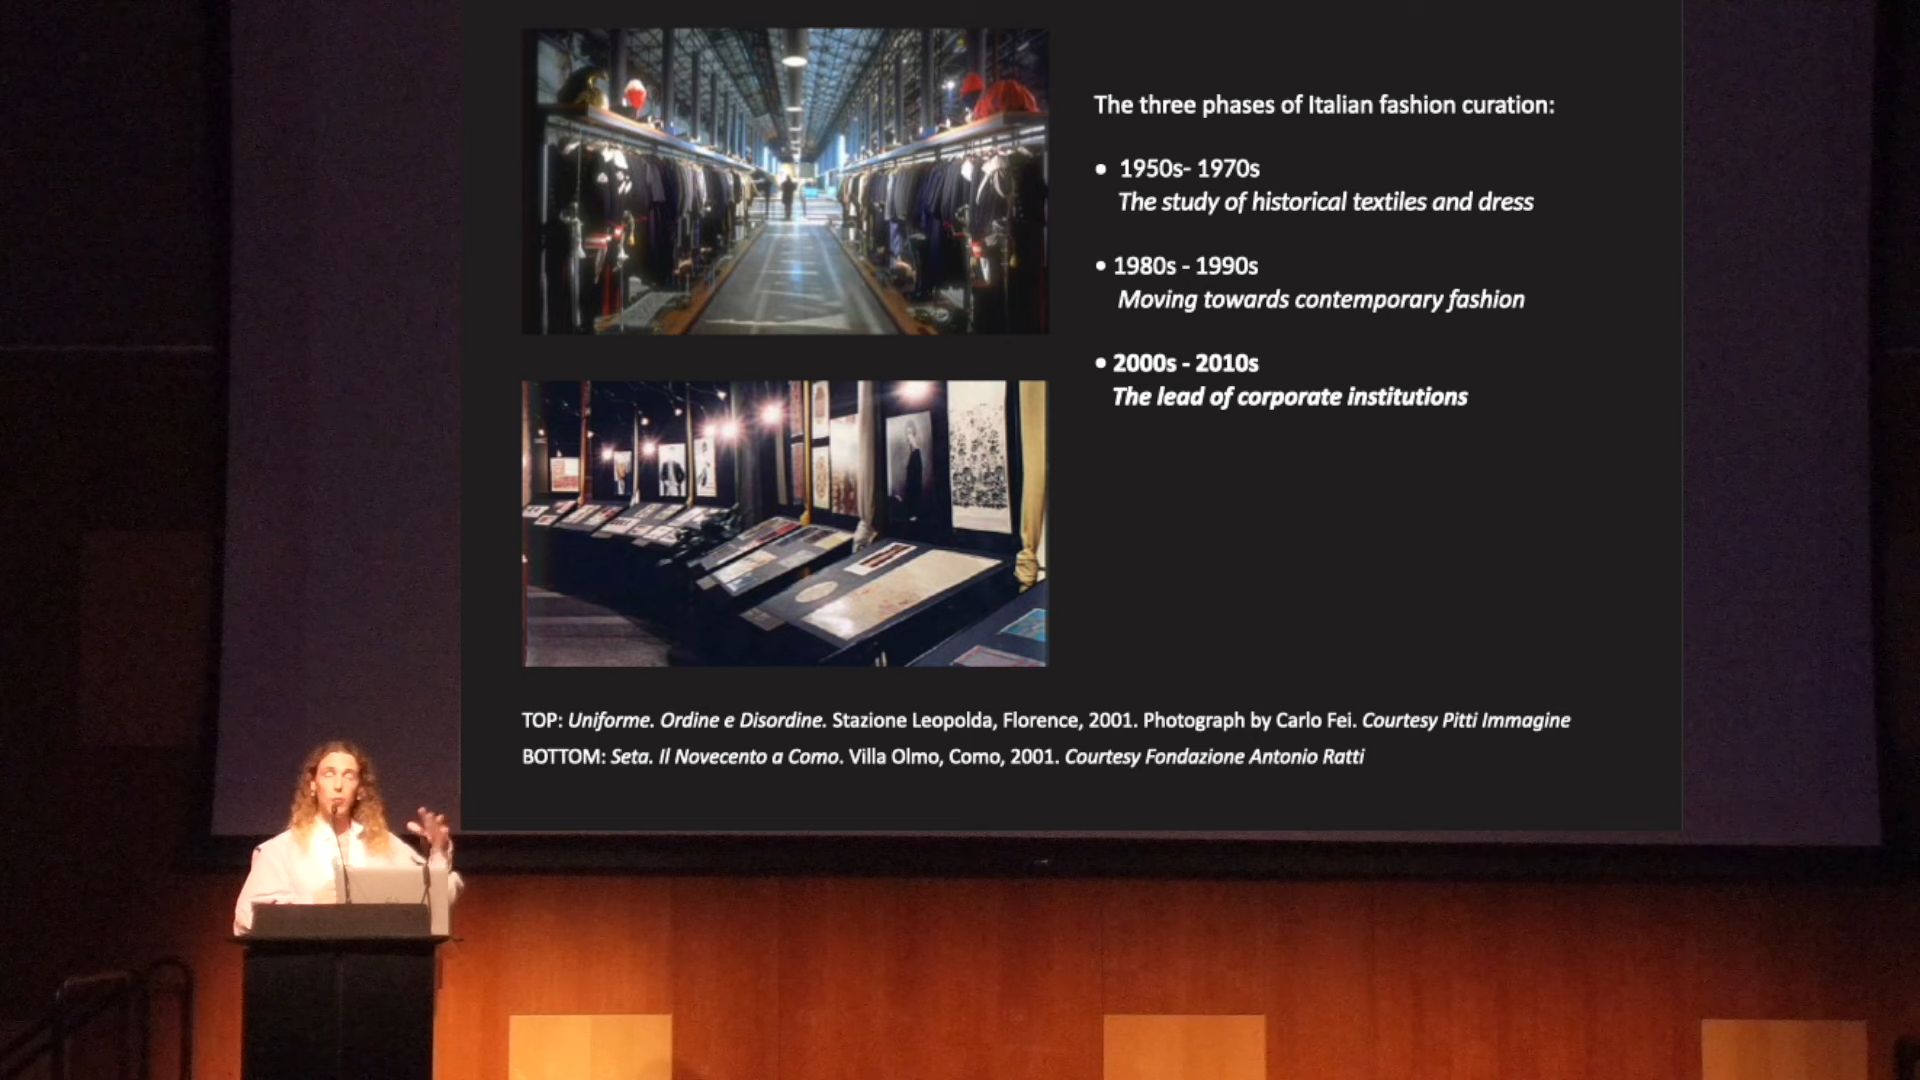 The three phases of Italian fashion curation:
• 1950s- 1970s
The study of historical textiles and dress
• 1980s - 1990s
Moving towards contemporary fashion
• 2000s - 2010s
The lead of corporate institutions
TOP: Uniforme. Ordine e Disordine. Stazione Leopolda, Florence, 2001. Photograph by Carlo Fei. Courtesy Pitti Immagine
BOTTOM: Seta. Il Novecento a Como. Villa Olmo, Como, 2001. Courtesy Fondazione Antonio Ratti